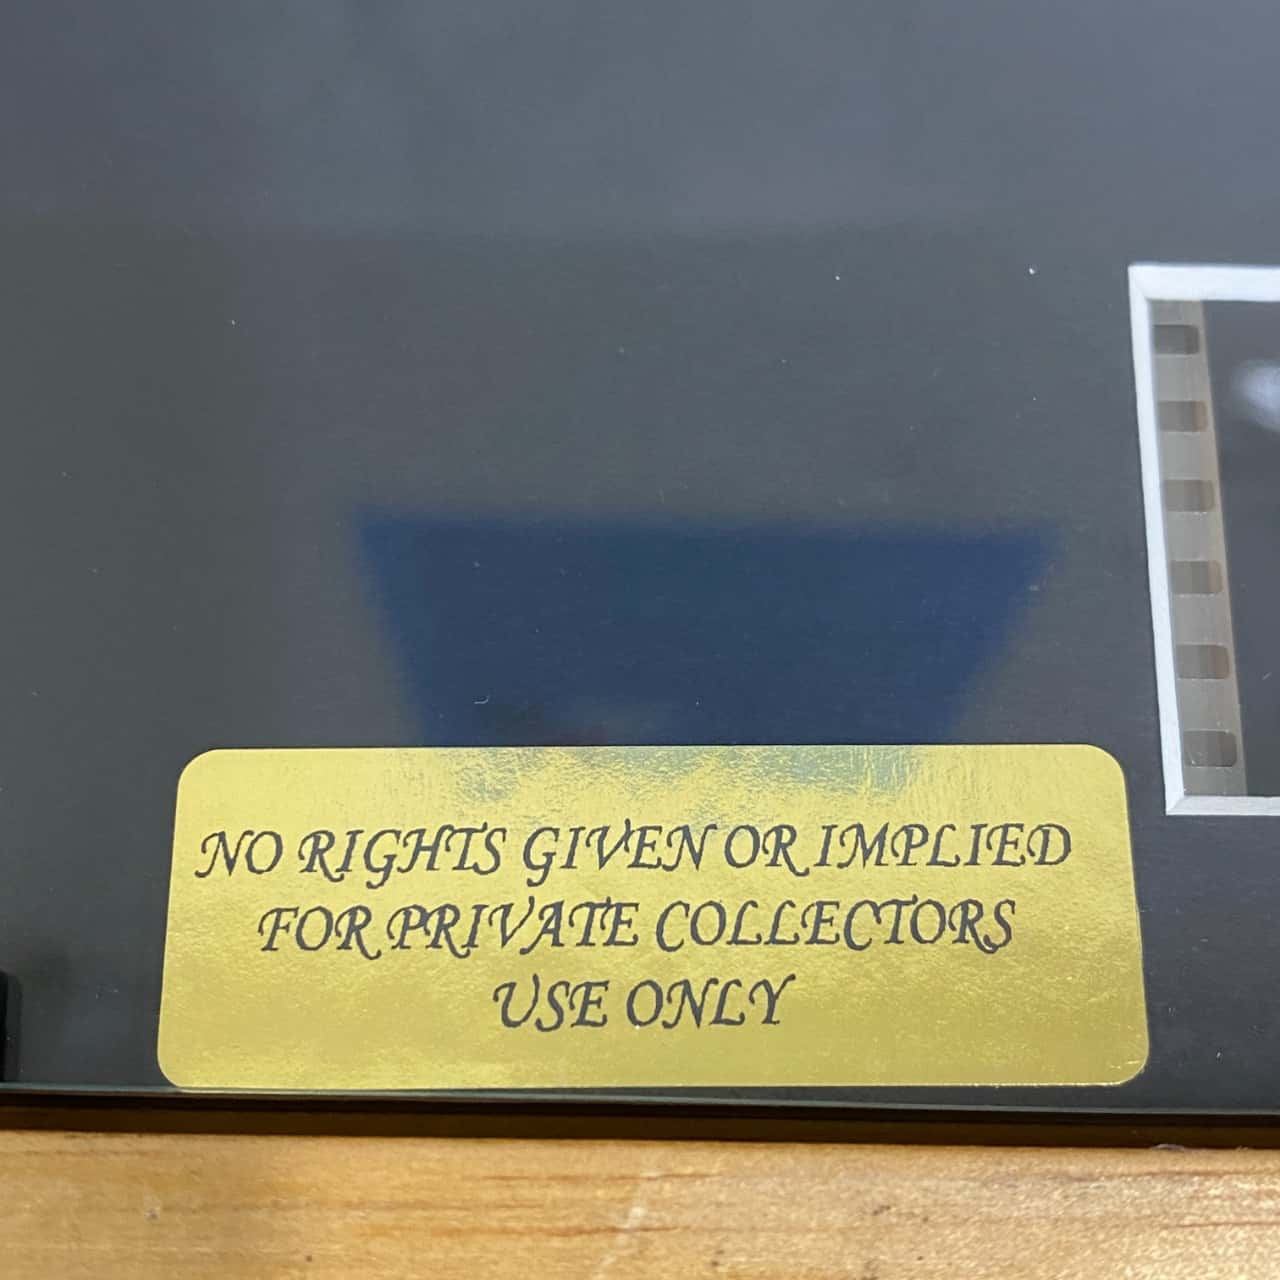 NO RIGHTS GIVEN OR IMPLIED
FOR PRIVATE COLLECTORS
USE ONLY